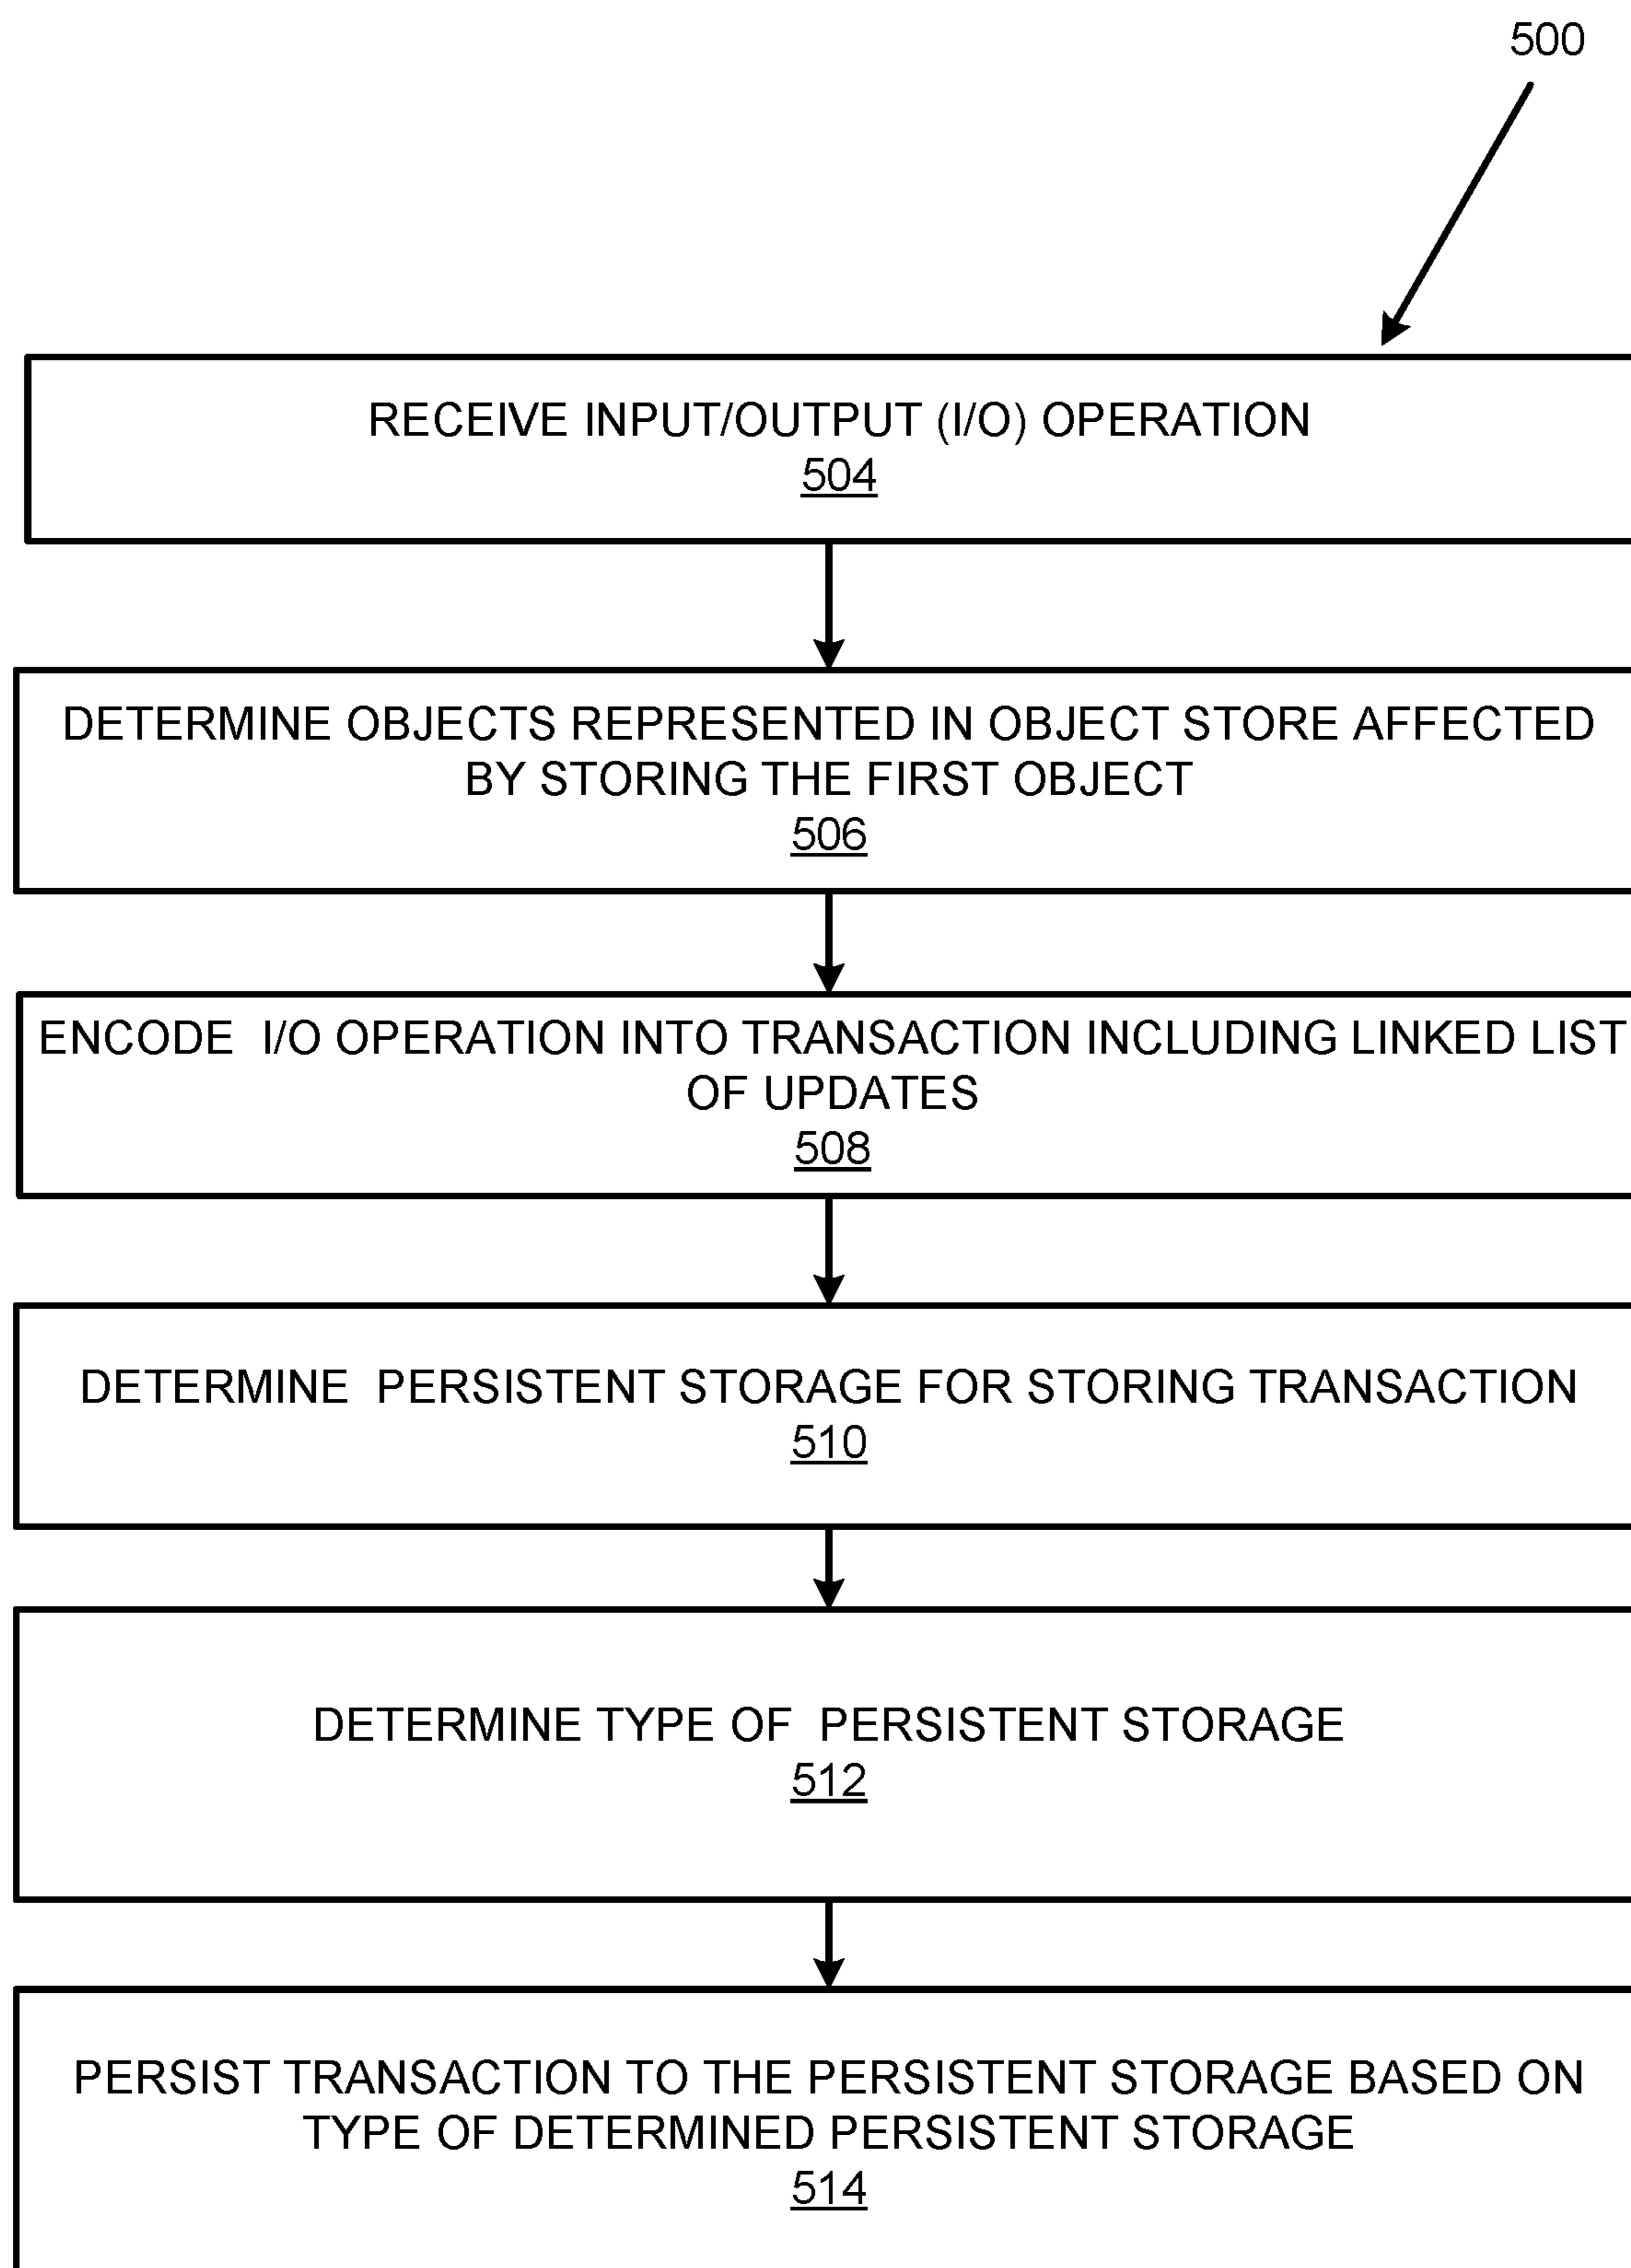 500
RECEIVE INPUT/OUTPUT (I/O) OPERATION
504
DETERMINE OBJECTS REPRESENTED IN OBJECT STORE AFFECTED
BY STORING THE FIRST OBJECT
506
ENCODE I/O OPERATION INTO TRANSACTION INCLUDING LINKED LIST
OF UPDATES
508
DETERMINE PERSISTENT STORAGE FOR STORING TRANSACTION
510
DETERMINE TYPE OF PERSISTENT STORAGE
512
PERSIST TRANSACTION TO THE PERSISTENT STORAGE BASED ON
TYPE OF DETERMINED PERSISTENT STORAGE
514